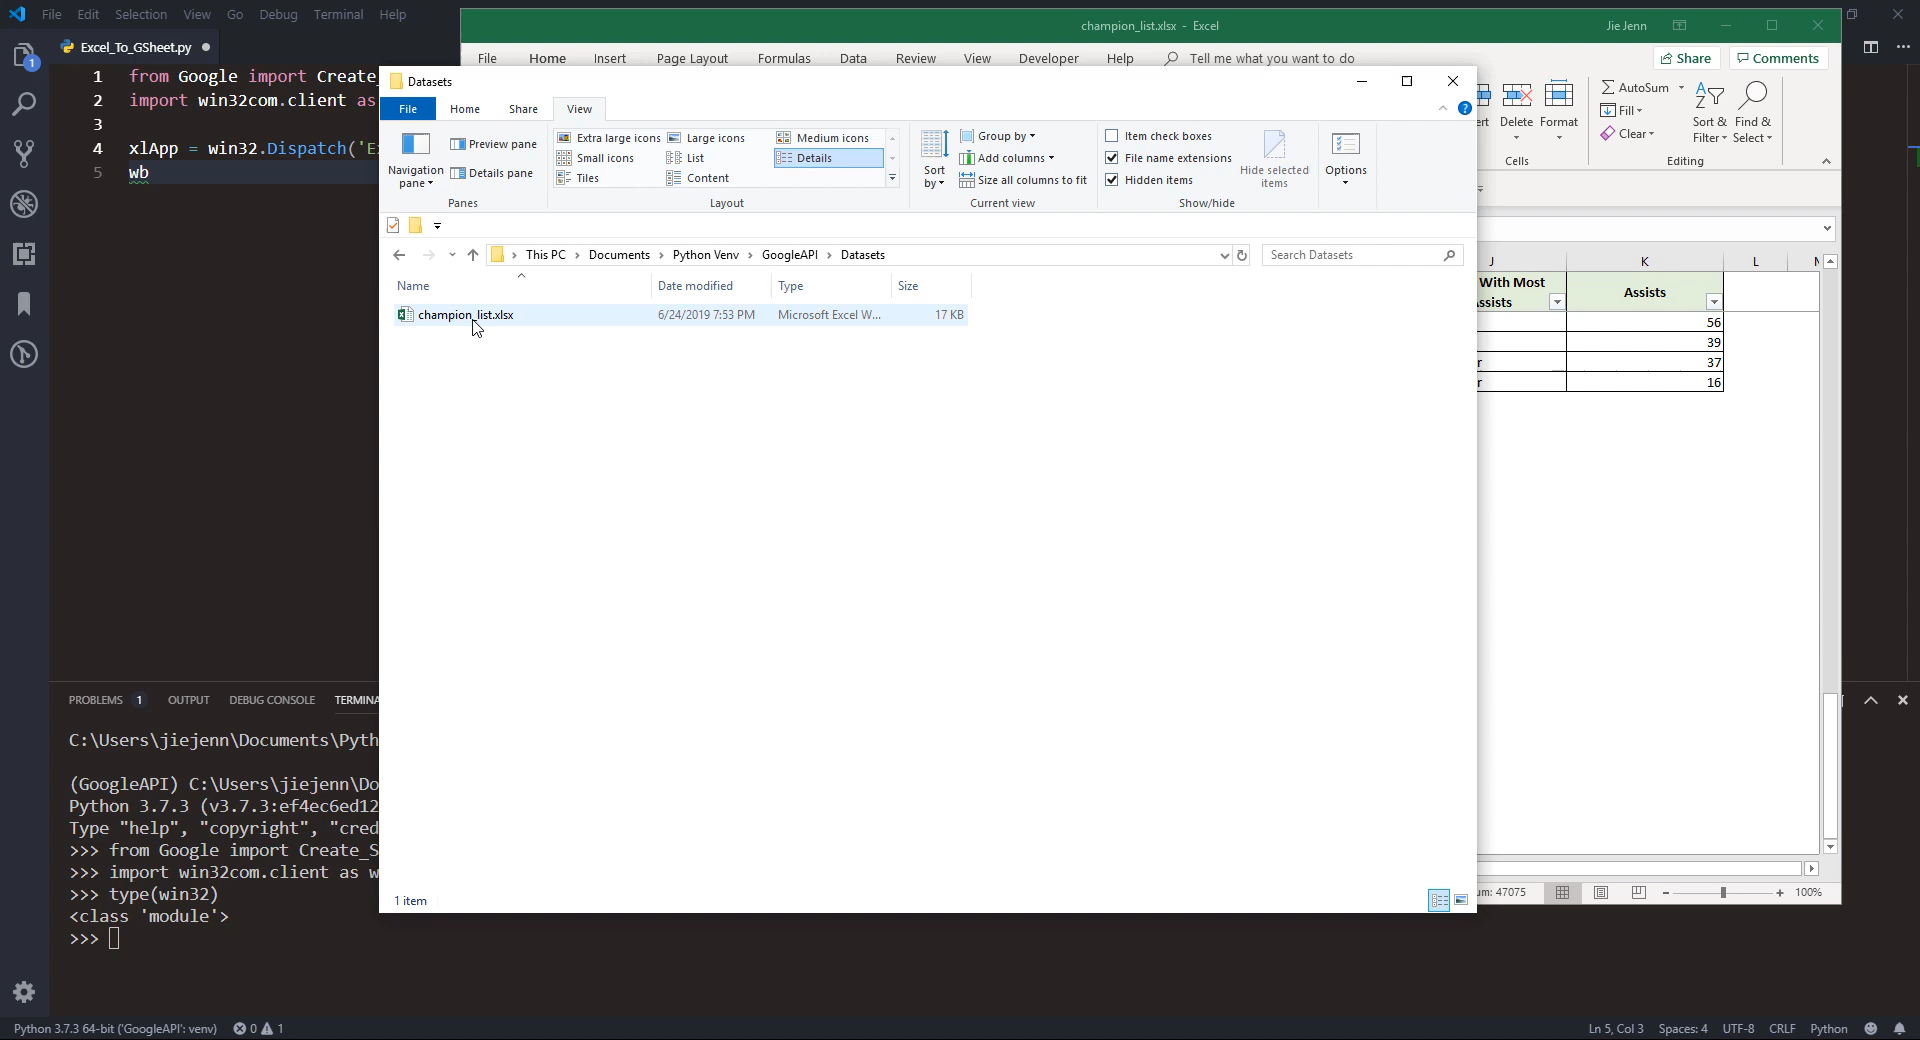 File Edit Selection View Go Debug Terminal Help
Excel_To_GSheet.py
1 from Google import Create_
2 import win32com.client as
3
4 xlApp = win32.Dispatch('E
5 wb
PROBLEMS 1 OUTPUT DEBUG CONSOLE TERMINA
C:\Users\jiejenn\Documents\Pyth
(GoogleAPI) C:\Users\jiejenn\Do
Python 3.7.3 (v3.7.3:ef4ec6ed12
Type "help", "copyright", "cred
>>> from Google import Create_S
>>> import win32com.client as w
>>> type(win32)
<class 'module'>
>>>
Python 3.7.3 64-bit ('GoogleAPI': venv) 0 1
Ln 5, Col 3 Spaces: 4 UTF-8 CRLF Python
champion_list.xlsx - Excel
Jie Jenn
File Home Insert Page Layout Formulas Data Review View Developer Help Tell me what you want to do
Share Comments
ert Delete Format
Cells
AutoSum
Fill
Clear
Sort & Filter
Find & Select
Editing
J K L
With Most
ssists
Assists
56
39
r 37
r 16
um: 47075
100%
Datasets
File Home Share View
Navigation pane
Preview pane
Details pane
Panes
Extra large icons Large icons Medium icons
Small icons List Details
Tiles Content
Layout
Sort by
Group by
Add columns
Size all columns to fit
Current view
Item check boxes
File name extensions
Hidden items
Hide selected items
Show/hide
Options
This PC > Documents > Python Venv > GoogleAPI > Datasets
Search Datasets
Name Date modified Type Size
champion_list.xlsx 6/24/2019 7:53 PM Microsoft Excel W... 17 KB
1 item